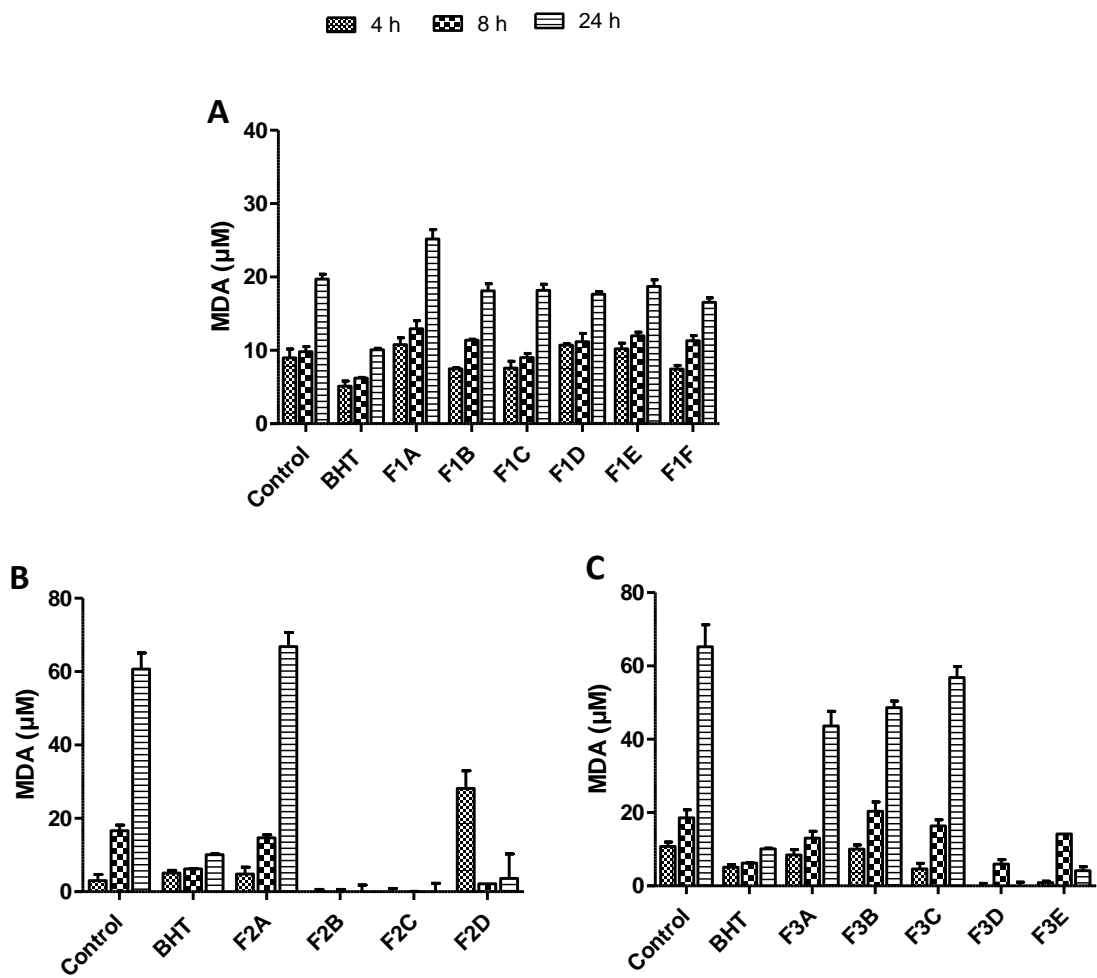 4 h 8 h 24 h
A
40
30
20
10
0
MDA (µM)
Control BHT F1A F1B F1C F1D F1E F1F
B
80
60
40
20
0
MDA (µM)
Control BHT F2A F2B F2C F2D
C
80
60
40
20
0
MDA (µM)
Control BHT F3A F3B F3C F3D F3E